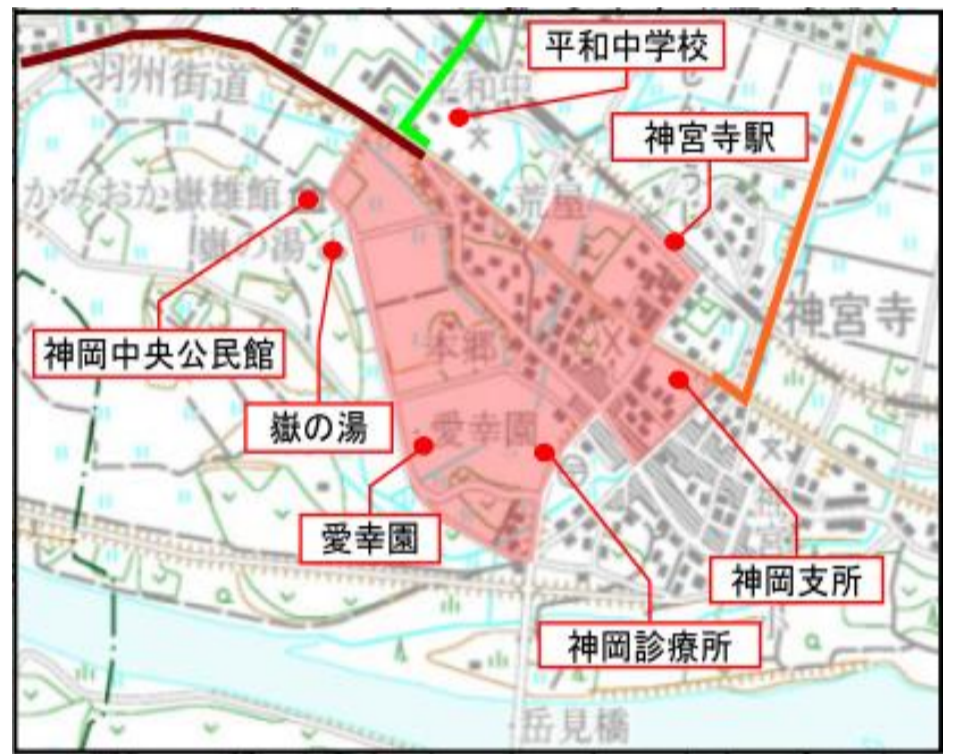 平和中学校
羽州街道
平和中
神宮寺駅
かみおか嶽雄館
荒屋
嶽の湯
神宮寺
神岡中央公民館
本郷
嶽の湯
愛幸園
愛幸園
神岡支所
神岡診療所
岳見橋